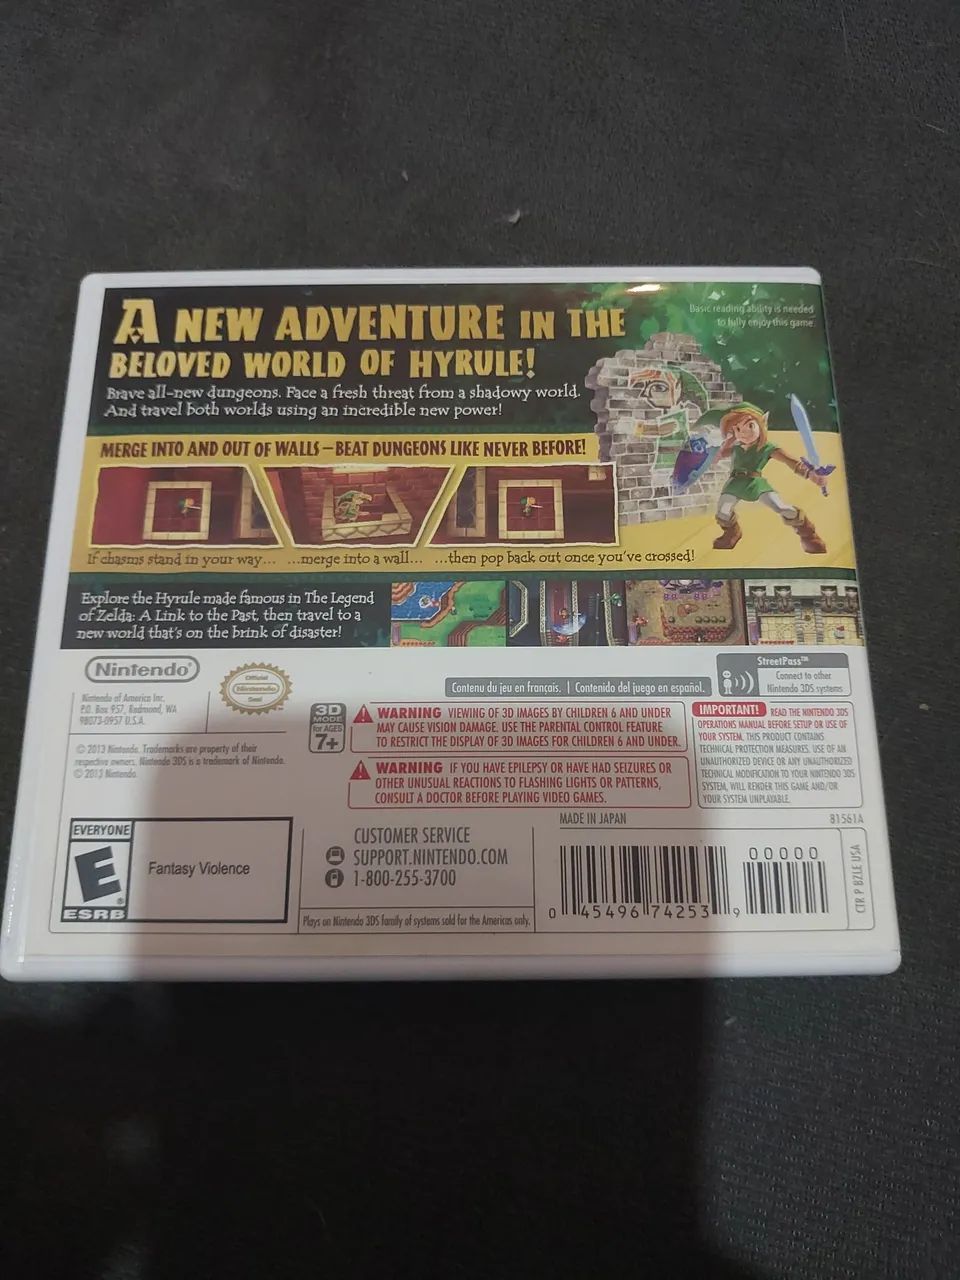 A NEW ADVENTURE IN THE
BELOVED WORLD OF HYRULE!
Basic reading ability is needed
to fully enjoy this game.
Brave all-new dungeons. Face a fresh threat from a shadowy world.
And travel both worlds using an incredible new power!
MERGE INTO AND OUT OF WALLS—BEAT DUNGEONS LIKE NEVER BEFORE!
If chasms stand in your way... ...merge into a wall... ...then pop back out once you've crossed!
Explore the Hyrule made famous in The Legend
of Zelda: A Link to the Past, then travel to a
new world that's on the brink of disaster!
Nintendo®
Nintendo of America Inc.
P.O. Box 957, Redmond, WA
98073-0957 U.S.A.
Official
Nintendo
Seal
Contenu du jeu en français. | Contenido del juego en español.
StreetPass™
Connect to other
Nintendo 3DS systems
© 2013 Nintendo. Trademarks are property of their
respective owners. Nintendo 3DS is a trademark of Nintendo.
© 2013 Nintendo.
3D
MODE
for AGES
7+
WARNING VIEWING OF 3D IMAGES BY CHILDREN 6 AND UNDER
MAY CAUSE VISION DAMAGE. USE THE PARENTAL CONTROL FEATURE
TO RESTRICT THE DISPLAY OF 3D IMAGES FOR CHILDREN 6 AND UNDER.
WARNING IF YOU HAVE EPILEPSY OR HAVE HAD SEIZURES OR
OTHER UNUSUAL REACTIONS TO FLASHING LIGHTS OR PATTERNS,
CONSULT A DOCTOR BEFORE PLAYING VIDEO GAMES.
IMPORTANT! READ THE NINTENDO 3DS
OPERATIONS MANUAL BEFORE SETUP OR USE OF
YOUR SYSTEM. THIS PRODUCT CONTAINS
TECHNICAL PROTECTION MEASURES. USE OF AN
UNAUTHORIZED DEVICE OR ANY UNAUTHORIZED
TECHNICAL MODIFICATION TO YOUR NINTENDO 3DS
SYSTEM, WILL RENDER THIS GAME AND/OR
YOUR SYSTEM UNPLAYABLE.
MADE IN JAPAN
81561A
EVERYONE
E®
ESRB
Fantasy Violence
CUSTOMER SERVICE
SUPPORT.NINTENDO.COM
1-800-255-3700
Plays on Nintendo 3DS family of systems sold for the Americas only.
00000
0 45496 74253 9
CTR P BZLE USA